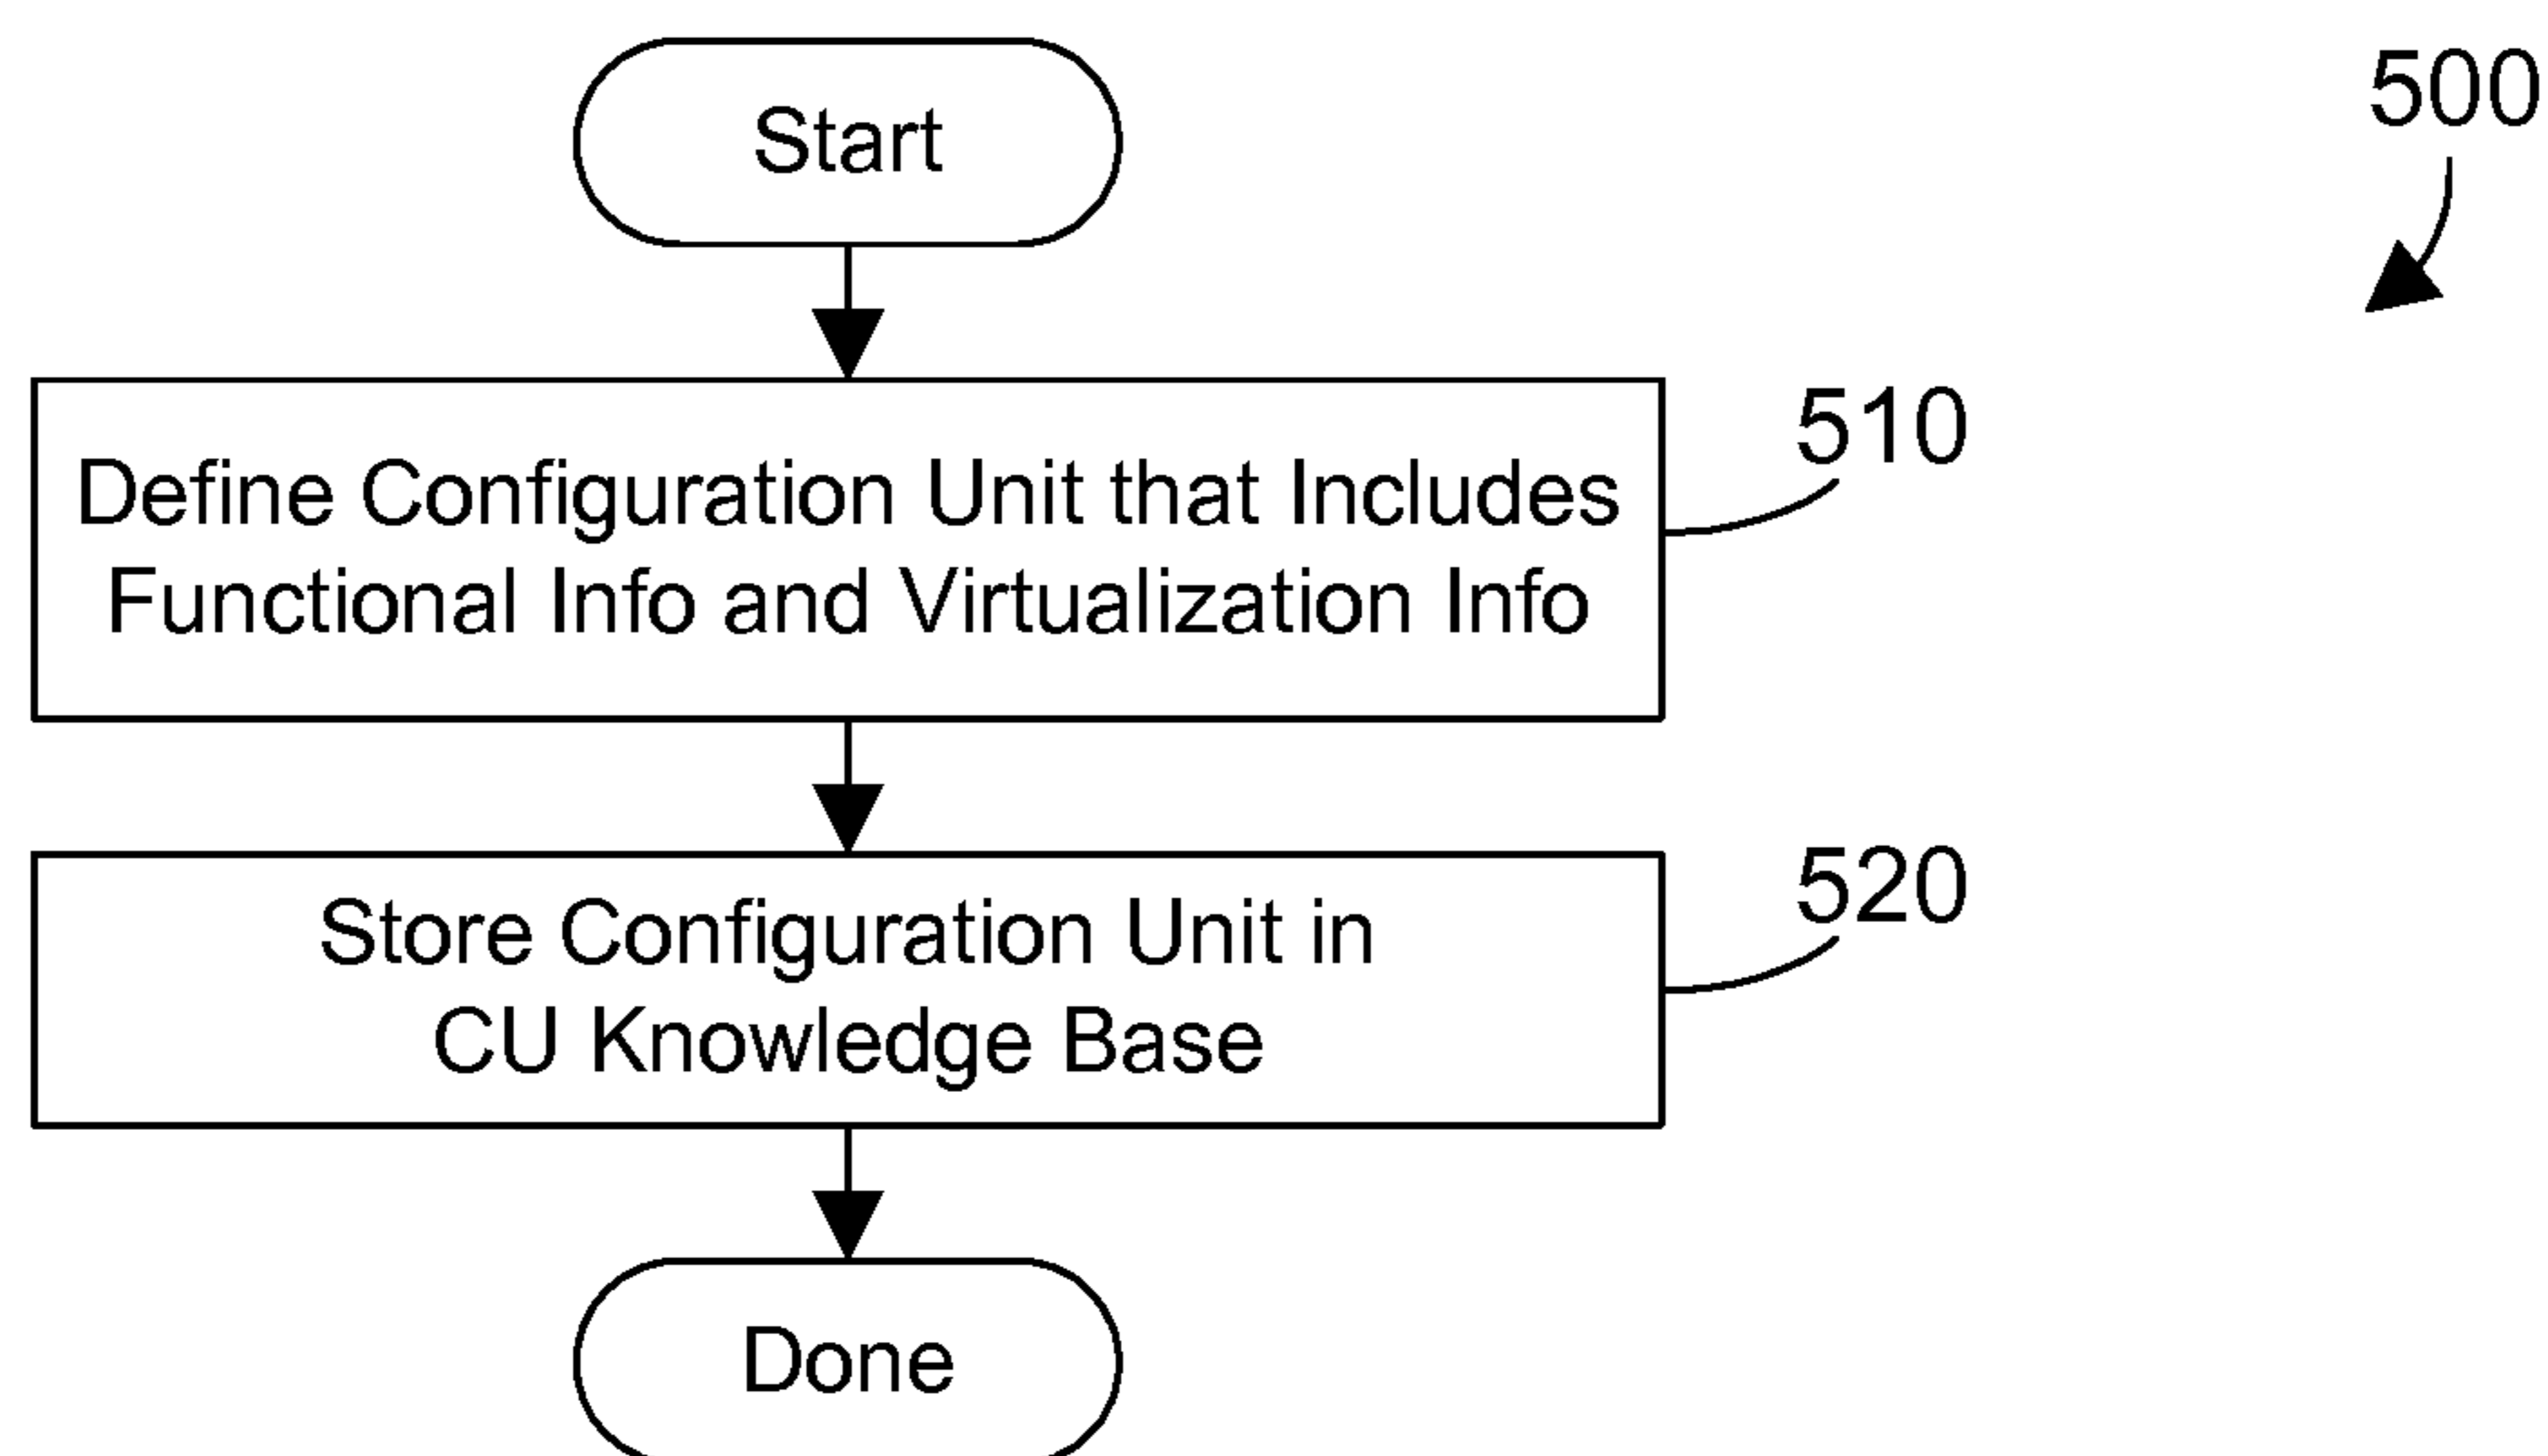 Start
500
Define Configuration Unit that Includes
Functional Info and Virtualization Info
510
Store Configuration Unit in
CU Knowledge Base
520
Done